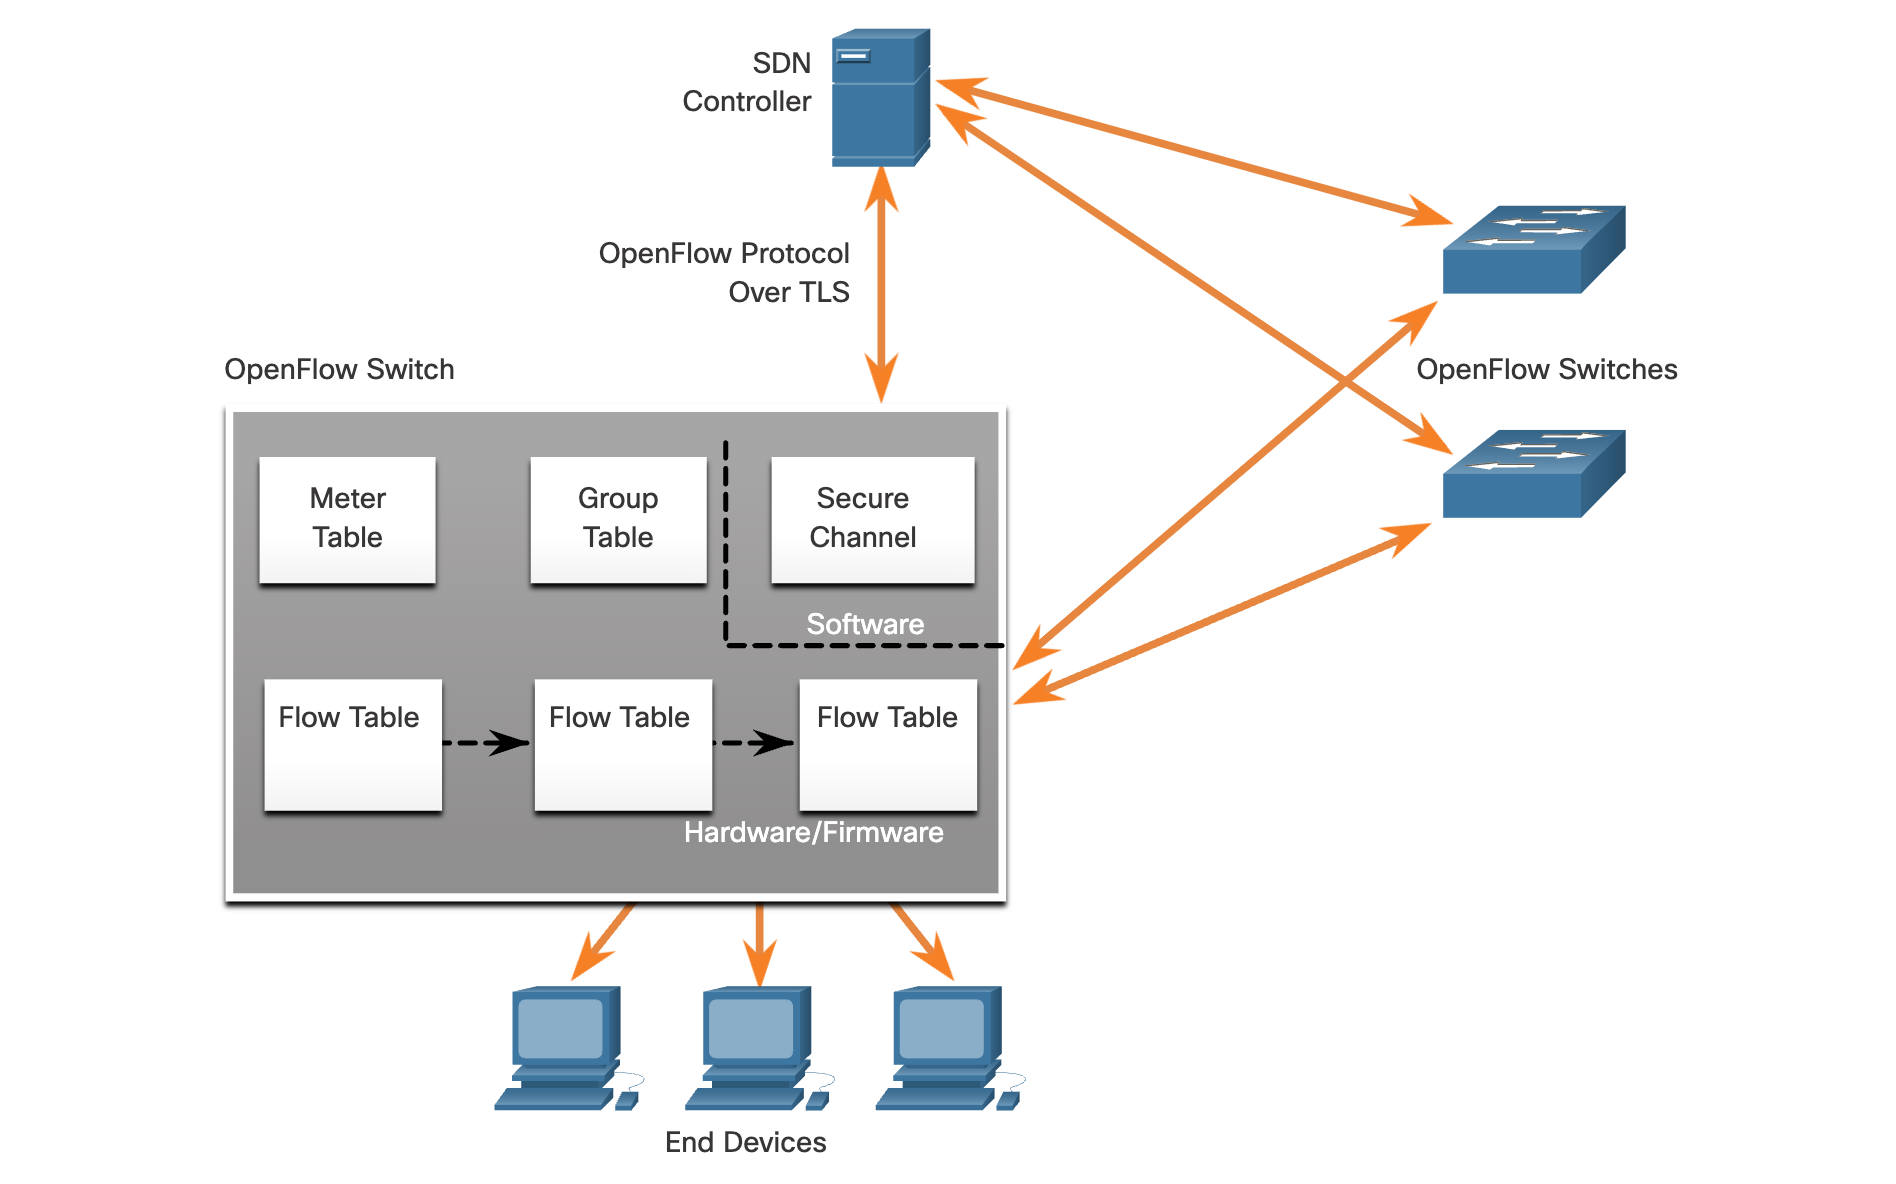 SDN
Controller
OpenFlow Protocol
Over TLS
OpenFlow Switch
OpenFlow Switches
Meter
Table
Group
Table
Secure
Channel
Software
Flow Table
Flow Table
Flow Table
Hardware/Firmware
End Devices